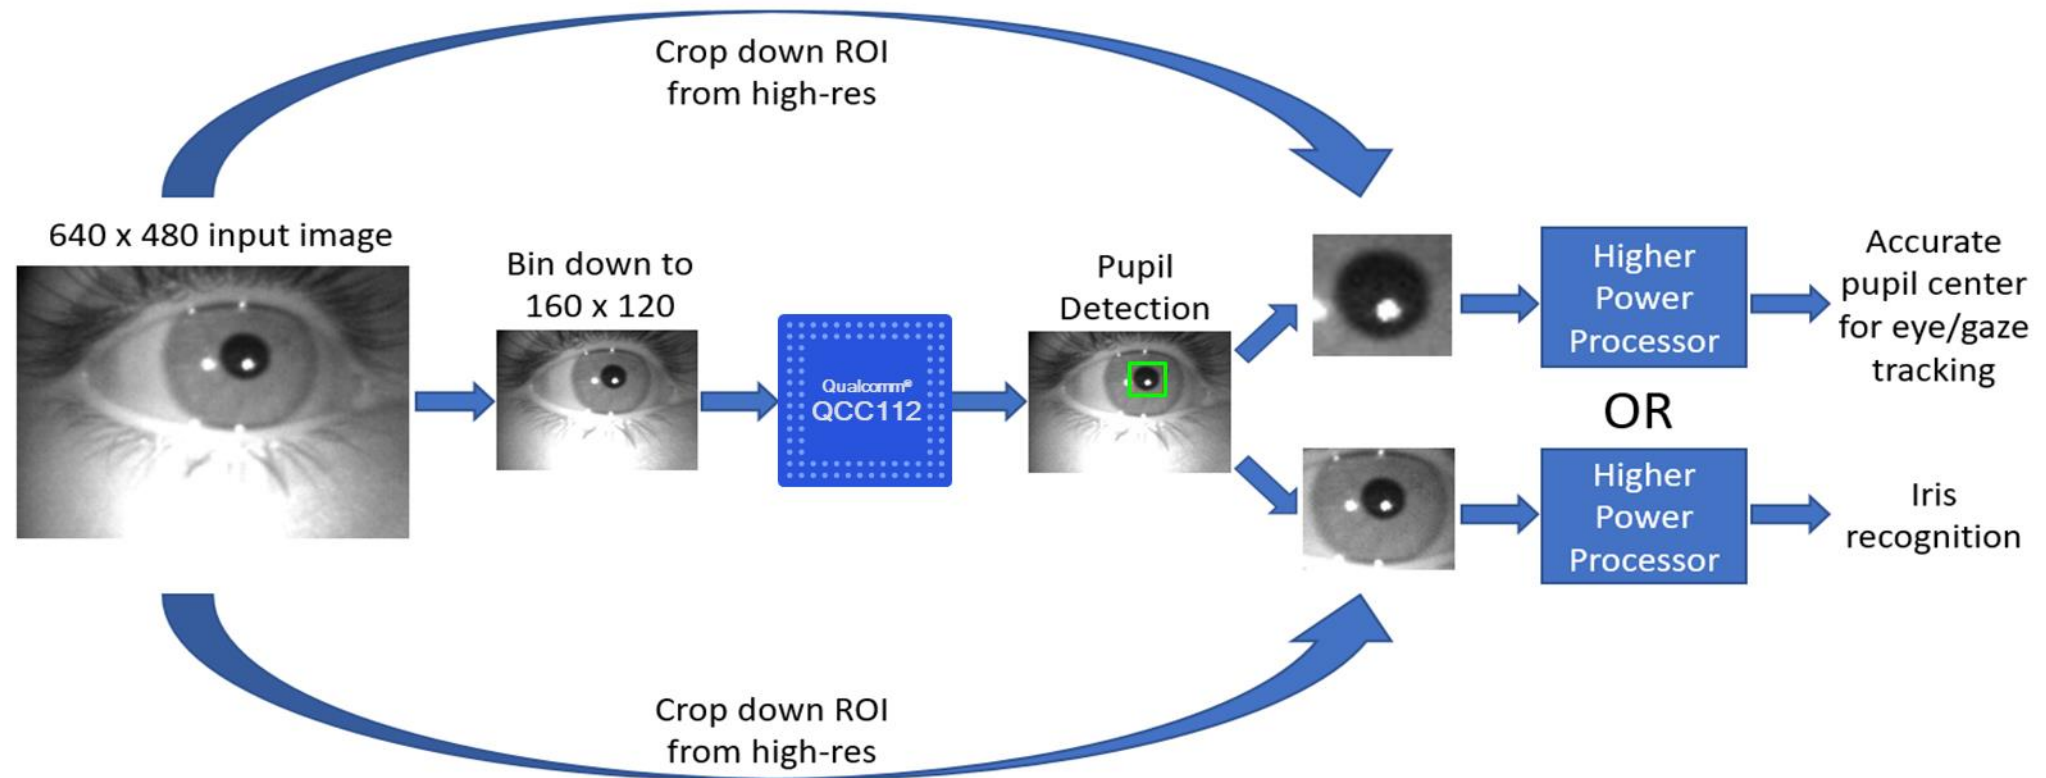 Crop down ROI
from high-res
640 x 480 input image
Bin down to
160 x 120
Qualcomm®
QCC112
Pupil
Detection
Higher
Power
Processor
Accurate
pupil center
for eye/gaze
tracking
OR
Higher
Power
Processor
Iris
recognition
Crop down ROI
from high-res